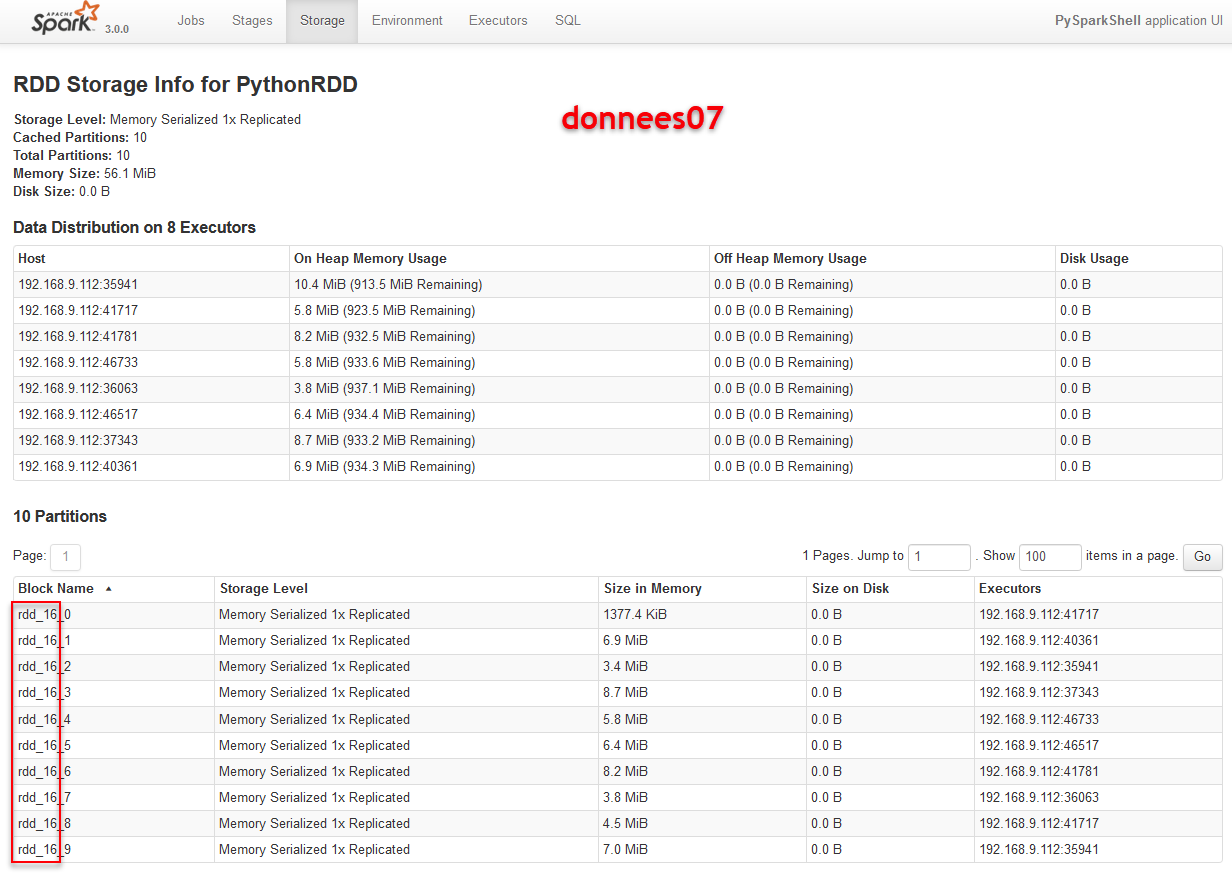 APACHE
Spark 3.0.0 Jobs Stages Storage Environment Executors SQL PySparkShell application UI
RDD Storage Info for PythonRDD
donnees07
Storage Level: Memory Serialized 1x Replicated
Cached Partitions: 10
Total Partitions: 10
Memory Size: 56.1 MiB
Disk Size: 0.0 B
Data Distribution on 8 Executors
Host On Heap Memory Usage Off Heap Memory Usage Disk Usage
192.168.9.112:35941 10.4 MiB (913.5 MiB Remaining) 0.0 B (0.0 B Remaining) 0.0 B
192.168.9.112:41717 5.8 MiB (923.5 MiB Remaining) 0.0 B (0.0 B Remaining) 0.0 B
192.168.9.112:41781 8.2 MiB (932.5 MiB Remaining) 0.0 B (0.0 B Remaining) 0.0 B
192.168.9.112:46733 5.8 MiB (933.6 MiB Remaining) 0.0 B (0.0 B Remaining) 0.0 B
192.168.9.112:36063 3.8 MiB (937.1 MiB Remaining) 0.0 B (0.0 B Remaining) 0.0 B
192.168.9.112:46517 6.4 MiB (934.4 MiB Remaining) 0.0 B (0.0 B Remaining) 0.0 B
192.168.9.112:37343 8.7 MiB (933.2 MiB Remaining) 0.0 B (0.0 B Remaining) 0.0 B
192.168.9.112:40361 6.9 MiB (934.3 MiB Remaining) 0.0 B (0.0 B Remaining) 0.0 B
10 Partitions
Page: 1 1 Pages. Jump to 1 . Show 100 items in a page. Go
Block Name ▲ Storage Level Size in Memory Size on Disk Executors
rdd_16_0 Memory Serialized 1x Replicated 1377.4 KiB 0.0 B 192.168.9.112:41717
rdd_16_1 Memory Serialized 1x Replicated 6.9 MiB 0.0 B 192.168.9.112:40361
rdd_16_2 Memory Serialized 1x Replicated 3.4 MiB 0.0 B 192.168.9.112:35941
rdd_16_3 Memory Serialized 1x Replicated 8.7 MiB 0.0 B 192.168.9.112:37343
rdd_16_4 Memory Serialized 1x Replicated 5.8 MiB 0.0 B 192.168.9.112:46733
rdd_16_5 Memory Serialized 1x Replicated 6.4 MiB 0.0 B 192.168.9.112:46517
rdd_16_6 Memory Serialized 1x Replicated 8.2 MiB 0.0 B 192.168.9.112:41781
rdd_16_7 Memory Serialized 1x Replicated 3.8 MiB 0.0 B 192.168.9.112:36063
rdd_16_8 Memory Serialized 1x Replicated 4.5 MiB 0.0 B 192.168.9.112:41717
rdd_16_9 Memory Serialized 1x Replicated 7.0 MiB 0.0 B 192.168.9.112:35941